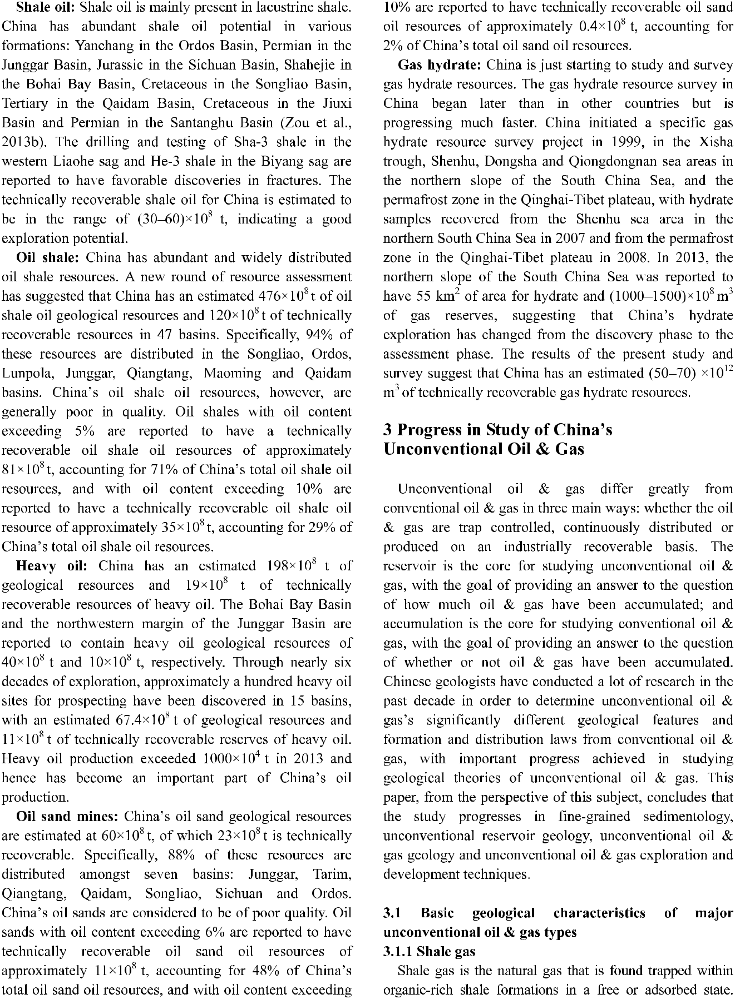 Shale oil: Shale oil is mainly present in lacustrine shale.
China has abundant shale oil potential in various
formations: Yanchang in the Ordos Basin, Permian in the
Junggar Basin, Jurassic in the Sichuan Basin, Shahejie in
the Bohai Bay Basin, Cretaceous in the Songliao Basin,
Tertiary in the Qaidam Basin, Cretaceous in the Jiuxi
Basin and Permian in the Santanghu Basin (Zou et al.,
2013b). The drilling and testing of Sha-3 shale in the
western Liaohe sag and He-3 shale in the Biyang sag are
reported to have favorable discoveries in fractures. The
technically recoverable shale oil for China is estimated to
be in the range of (30–60)×10⁸ t, indicating a good
exploration potential.
Oil shale: China has abundant and widely distributed
oil shale resources. A new round of resource assessment
has suggested that China has an estimated 476×10⁸ t of oil
shale oil geological resources and 120×10⁸ t of technically
recoverable resources in 47 basins. Specifically, 94% of
these resources are distributed in the Songliao, Ordos,
Lunpola, Junggar, Qiangtang, Maoming and Qaidam
basins. China's oil shale oil resources, however, are
generally poor in quality. Oil shales with oil content
exceeding 5% are reported to have a technically
recoverable oil shale oil resources of approximately
81×10⁸ t, accounting for 71% of China's total oil shale oil
resources, and with oil content exceeding 10% are
reported to have a technically recoverable oil shale oil
resource of approximately 35×10⁸ t, accounting for 29% of
China's total oil shale oil resources.
Heavy oil: China has an estimated 198×10⁸ t of
geological resources and 19×10⁸ t of technically
recoverable resources of heavy oil. The Bohai Bay Basin
and the northwestern margin of the Junggar Basin are
reported to contain heavy oil geological resources of
40×10⁸ t and 10×10⁸ t, respectively. Through nearly six
decades of exploration, approximately a hundred heavy oil
sites for prospecting have been discovered in 15 basins,
with an estimated 67.4×10⁸ t of geological resources and
11×10⁸ t of technically recoverable reserves of heavy oil.
Heavy oil production exceeded 1000×10⁴ t in 2013 and
hence has become an important part of China's oil
production.
Oil sand mines: China's oil sand geological resources
are estimated at 60×10⁸ t, of which 23×10⁸ t is technically
recoverable. Specifically, 88% of these resources are
distributed amongst seven basins: Junggar, Tarim,
Qiangtang, Qaidam, Songliao, Sichuan and Ordos.
China's oil sands are considered to be of poor quality. Oil
sands with oil content exceeding 6% are reported to have
technically recoverable oil sand oil resources of
approximately 11×10⁸ t, accounting for 48% of China's
total oil sand oil resources, and with oil content exceeding
10% are reported to have technically recoverable oil sand
oil resources of approximately 0.4×10⁸ t, accounting for
2% of China's total oil sand oil resources.
Gas hydrate: China is just starting to study and survey
gas hydrate resources. The gas hydrate resource survey in
China began later than in other countries but is
progressing much faster. China initiated a specific gas
hydrate resource survey project in 1999, in the Xisha
trough, Shenhu, Dongsha and Qiongdongnan sea areas in
the northern slope of the South China Sea, and the
permafrost zone in the Qinghai-Tibet plateau, with hydrate
samples recovered from the Shenhu sea area in the
northern South China Sea in 2007 and from the permafrost
zone in the Qinghai-Tibet plateau in 2008. In 2013, the
northern slope of the South China Sea was reported to
have 55 km² of area for hydrate and (1000–1500)×10⁸ m³
of gas reserves, suggesting that China's hydrate
exploration has changed from the discovery phase to the
assessment phase. The results of the present study and
survey suggest that China has an estimated (50–70) ×10¹²
m³ of technically recoverable gas hydrate resources.
3 Progress in Study of China's
Unconventional Oil & Gas
Unconventional oil & gas differ greatly from
conventional oil & gas in three main ways: whether the oil
& gas are trap controlled, continuously distributed or
produced on an industrially recoverable basis. The
reservoir is the core for studying unconventional oil &
gas, with the goal of providing an answer to the question
of how much oil & gas have been accumulated; and
accumulation is the core for studying conventional oil &
gas, with the goal of providing an answer to the question
of whether or not oil & gas have been accumulated.
Chinese geologists have conducted a lot of research in the
past decade in order to determine unconventional oil &
gas's significantly different geological features and
formation and distribution laws from conventional oil &
gas, with important progress achieved in studying
geological theories of unconventional oil & gas. This
paper, from the perspective of this subject, concludes that
the study progresses in fine-grained sedimentology,
unconventional reservoir geology, unconventional oil &
gas geology and unconventional oil & gas exploration and
development techniques.
3.1 Basic geological characteristics of major
unconventional oil & gas types
3.1.1 Shale gas
Shale gas is the natural gas that is found trapped within
organic-rich shale formations in a free or adsorbed state.